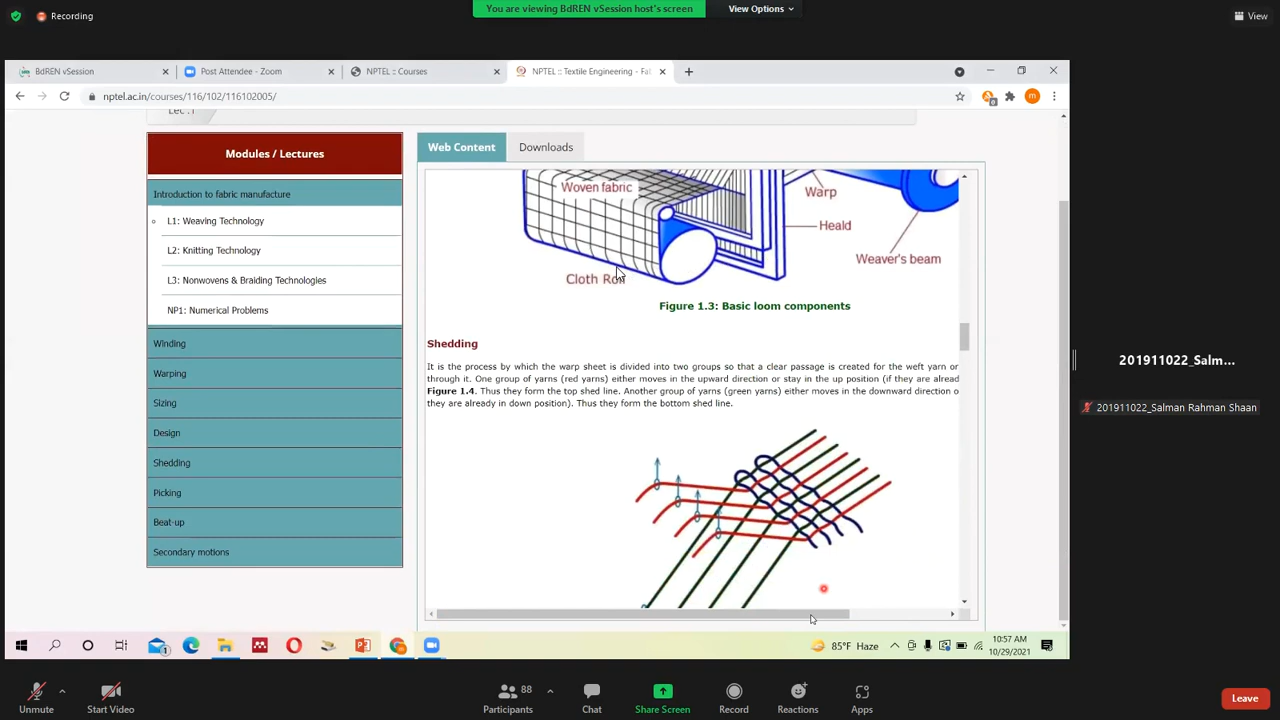 You are viewing BdREN vSession host's screen
View Options
Recording
View
BdREN vSession
Post Attendee - Zoom
NPTEL :: Courses
NPTEL :: Textile Engineering - Fal
nptel.ac.in/courses/116/102/116102005/
Lec :1
Modules / Lectures
Introduction to fabric manufacture
L1: Weaving Technology
L2: Knitting Technology
L3: Nonwovens & Braiding Technologies
NP1: Numerical Problems
Winding
Warping
Sizing
Design
Shedding
Picking
Beat-up
Secondary motions
Web Content
Downloads
Woven fabric
Warp
Heald
Weaver's beam
Cloth Roll
Figure 1.3: Basic loom components
Shedding
It is the process by which the warp sheet is divided into two groups so that a clear passage is created for the weft yarn or
through it. One group of yarns (red yarns) either moves in the upward direction or stay in the up position (if they are alread
Figure 1.4. Thus they form the top shed line. Another group of yarns (green yarns) either moves in the downward direction o
they are already in down position). Thus they form the bottom shed line.
201911022_Salm...
201911022_Salman Rahman Shaan
85°F Haze
10:57 AM
10/29/2021
Unmute
Start Video
88
Participants
Chat
Share Screen
Record
Reactions
Apps
Leave